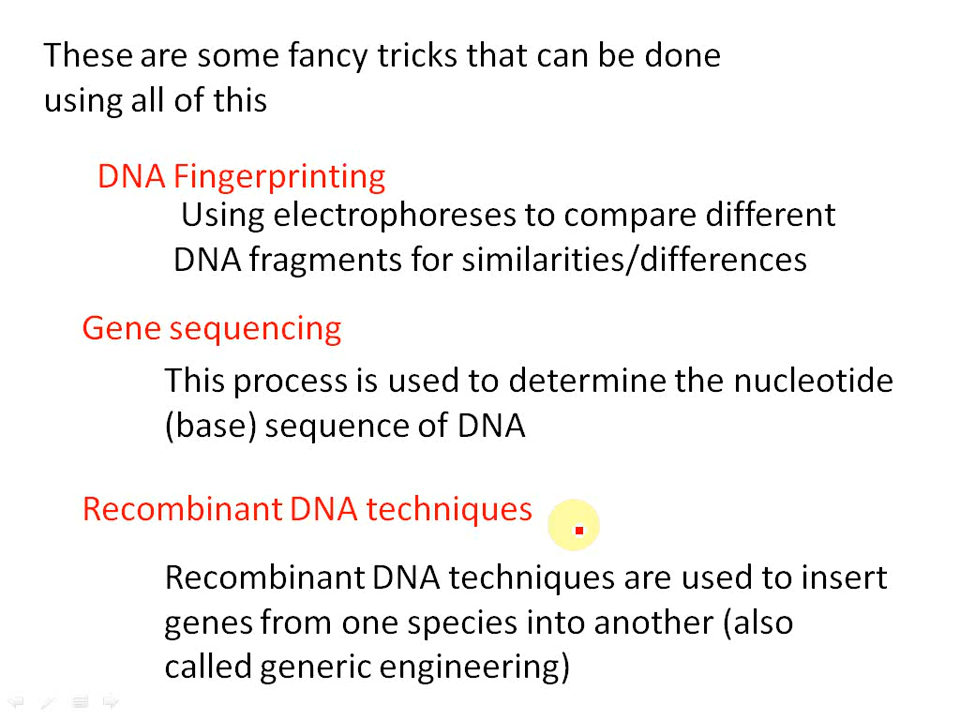 These are some fancy tricks that can be done
using all of this
DNA Fingerprinting
Using electrophoreses to compare different
DNA fragments for similarities/differences
Gene sequencing
This process is used to determine the nucleotide
(base) sequence of DNA
Recombinant DNA techniques
Recombinant DNA techniques are used to insert
genes from one species into another (also
called generic engineering)